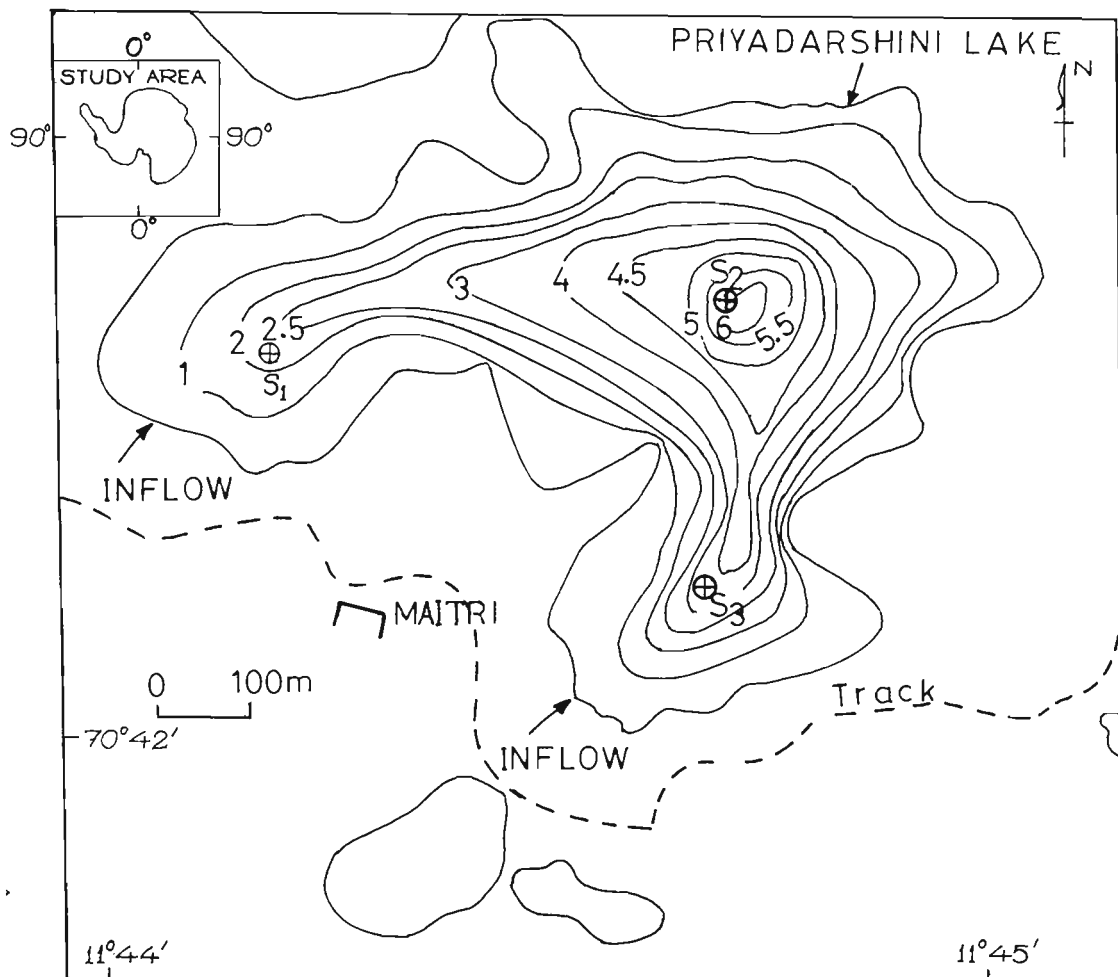 PRIYADARSHINI LAKE
N
0°
STUDY AREA
90° 90°
0°
S2
3 4 4.5
5 6 5.5
2 2.5
1
S1
INFLOW
MAITRI
S3
0 100m
Track
70°42'
INFLOW
11°44' 11°45'